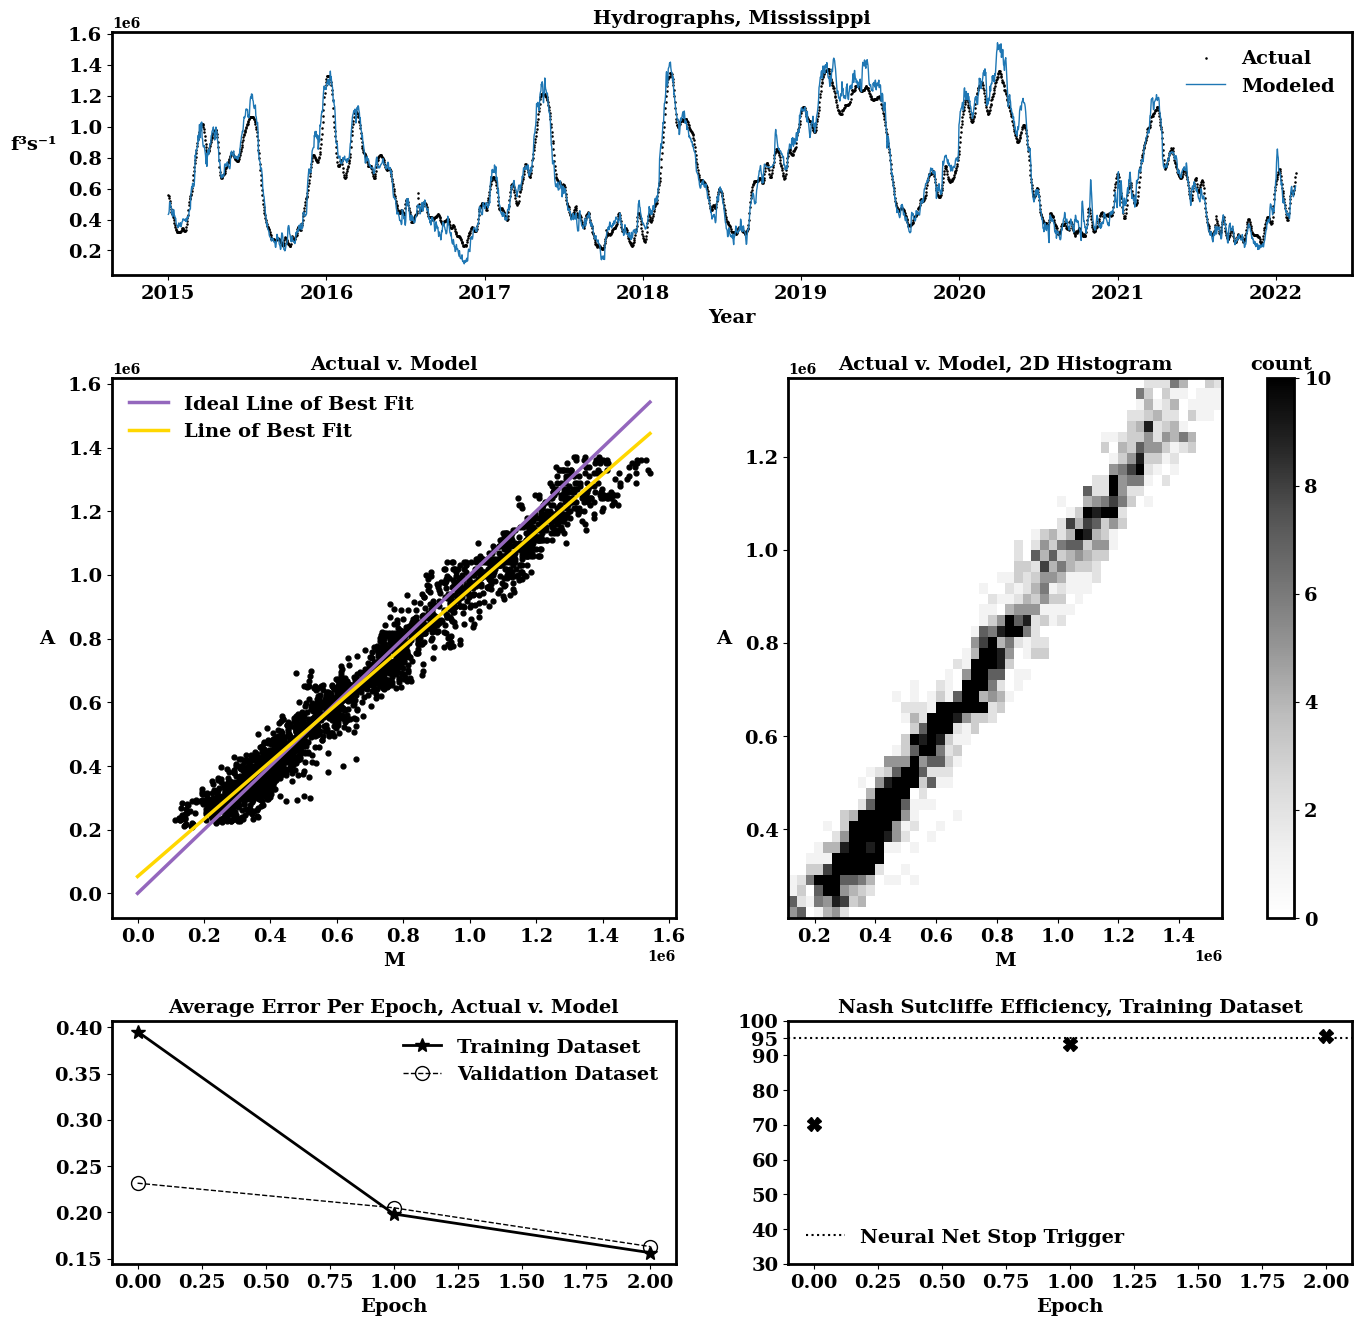 Hydrographs, Mississippi
1e6
1.6
1.4
1.2
1.0
0.8
0.6
0.4
0.2
f³s⁻¹
Actual
Modeled
2015 2016 2017 2018 2019 2020 2021 2022
Year
Actual v. Model
1e6
1.6
1.4
1.2
1.0
0.8
0.6
0.4
0.2
0.0
A
Ideal Line of Best Fit
Line of Best Fit
0.0 0.2 0.4 0.6 0.8 1.0 1.2 1.4 1.6
M
1e6
Actual v. Model, 2D Histogram
1e6
1.2
1.0
0.8
0.6
0.4
A
0.2 0.4 0.6 0.8 1.0 1.2 1.4
M
1e6
count
10
8
6
4
2
0
Average Error Per Epoch, Actual v. Model
0.40
0.35
0.30
0.25
0.20
0.15
Training Dataset
Validation Dataset
0.00 0.25 0.50 0.75 1.00 1.25 1.50 1.75 2.00
Epoch
Nash Sutcliffe Efficiency, Training Dataset
100
95
90
80
70
60
50
40
30
Neural Net Stop Trigger
0.00 0.25 0.50 0.75 1.00 1.25 1.50 1.75 2.00
Epoch